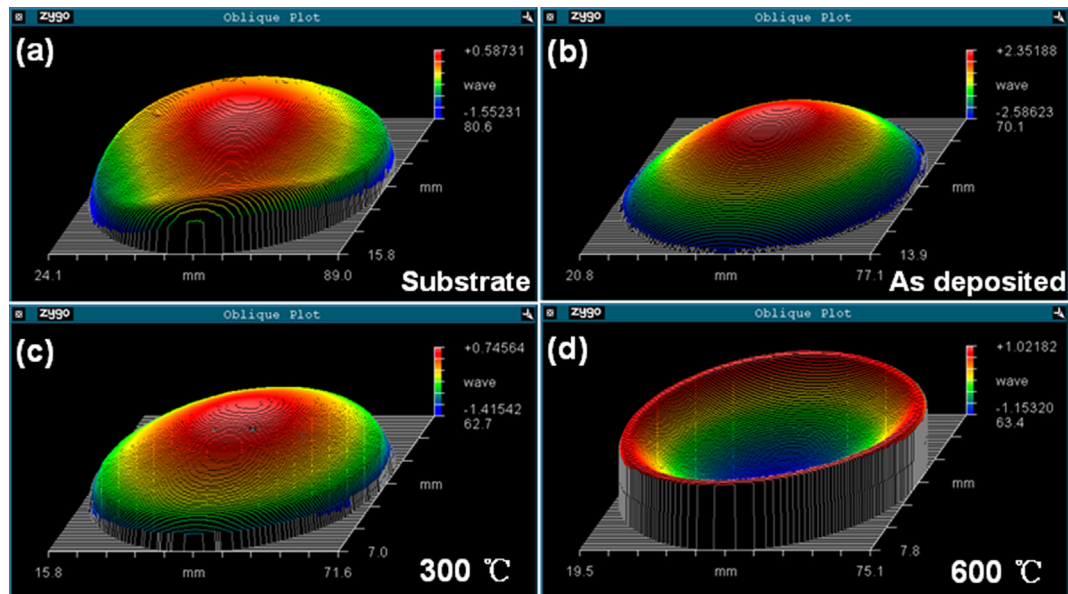 zygo Oblique Plot
(a)
+0.58731
wave
-1.55231
80.6
mm
15.8
24.1 mm 89.0
Substrate
zygo Oblique Plot
(b)
+2.35188
wave
-2.58623
70.1
mm
13.9
20.8 mm 77.1
As deposited
zygo Oblique Plot
(c)
+0.74564
wave
-1.41542
62.7
mm
7.0
15.8 mm 71.6
300 ℃
zygo Oblique Plot
(d)
+1.02182
wave
-1.15320
63.4
mm
7.8
19.5 mm 75.1
600 ℃